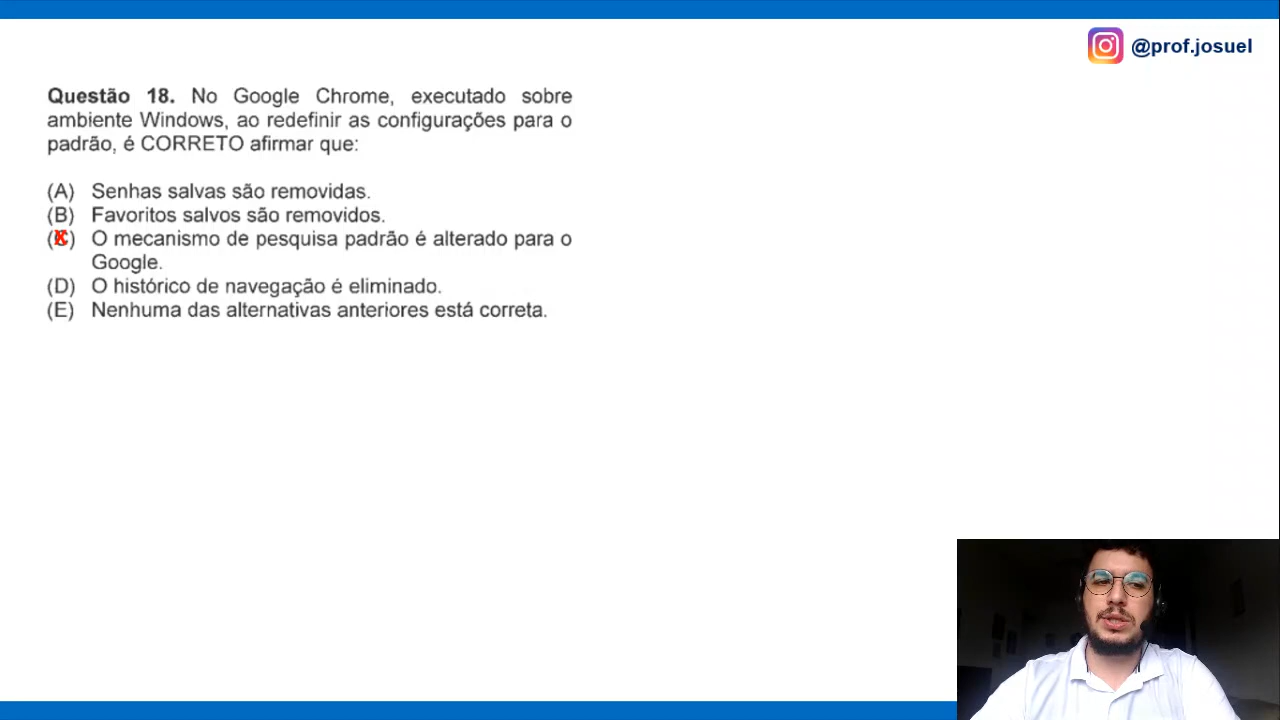 @prof.josuel
Questão 18. No Google Chrome, executado sobre
ambiente Windows, ao redefinir as configurações para o
padrão, é CORRETO afirmar que:
(A) Senhas salvas são removidas.
(B) Favoritos salvos são removidos.
(C) O mecanismo de pesquisa padrão é alterado para o
Google.
(D) O histórico de navegação é eliminado.
(E) Nenhuma das alternativas anteriores está correta.